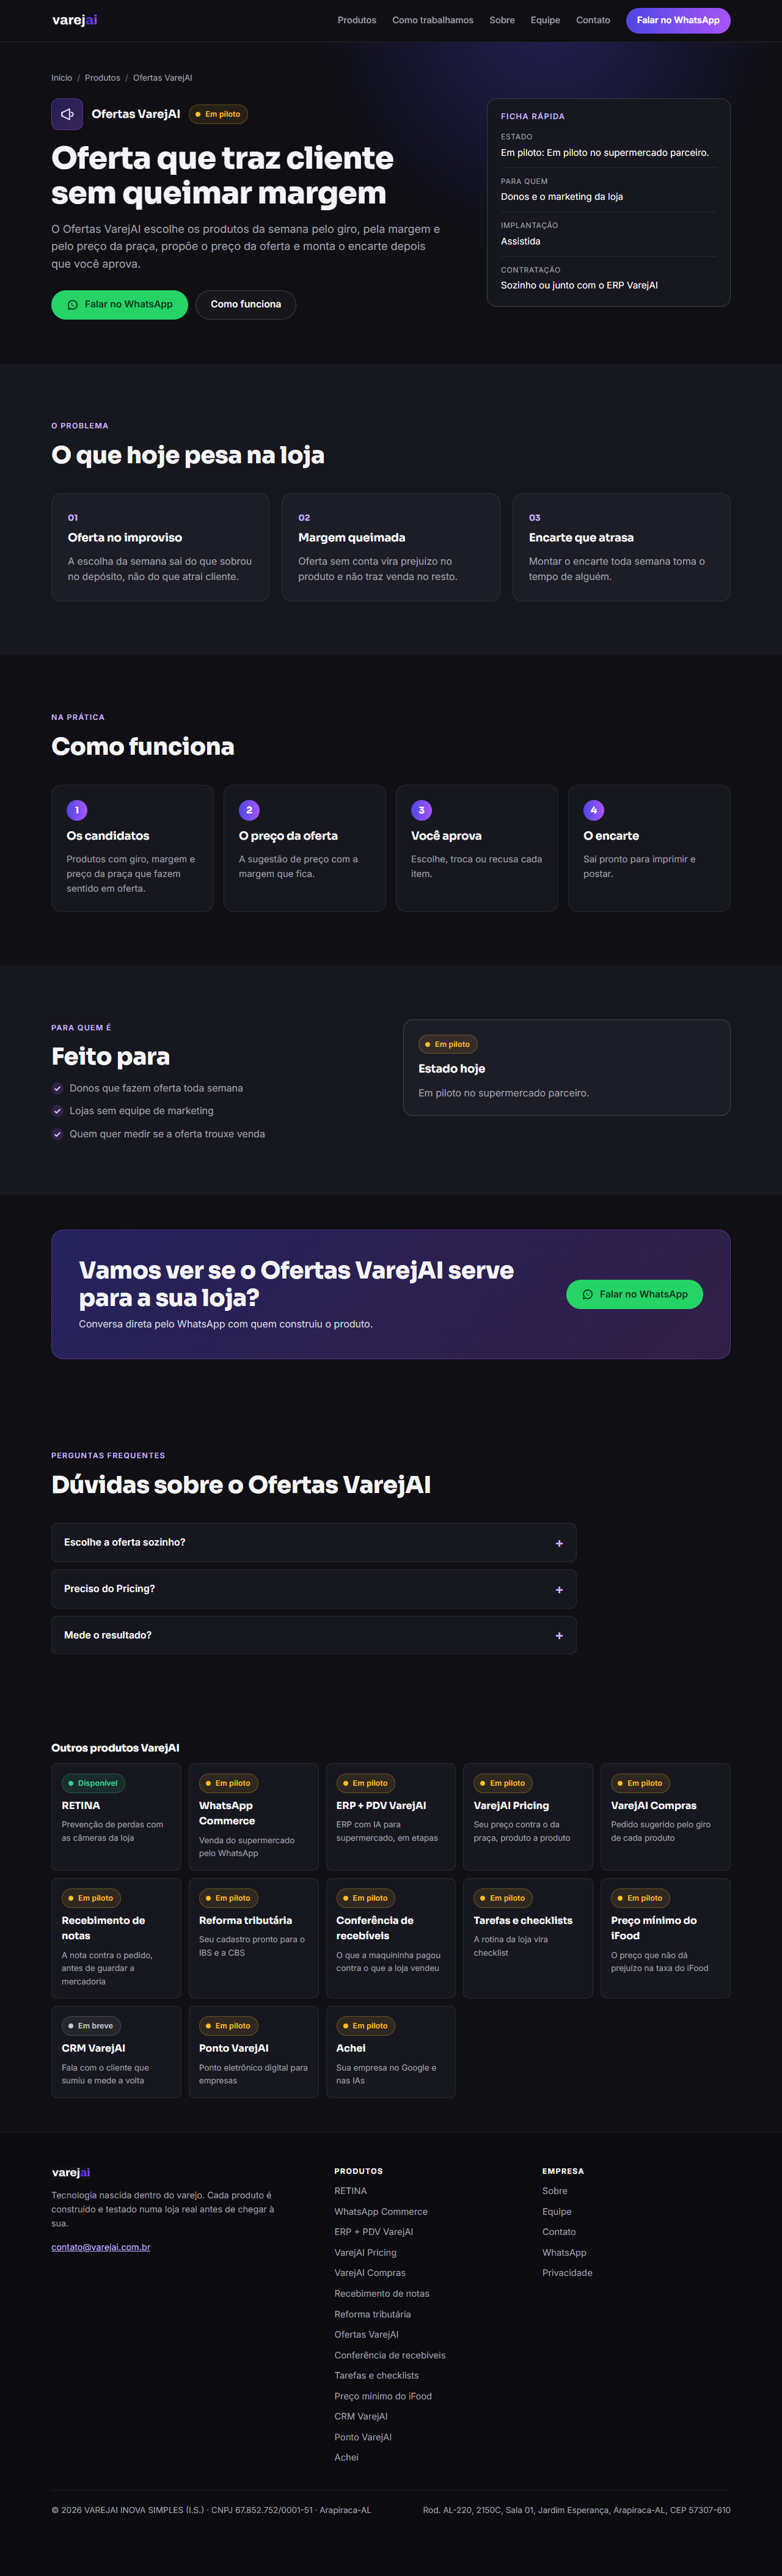 varejai
Produtos
Como trabalhamos
Sobre
Equipe
Contato
Falar no WhatsApp
Início / Produtos / Ofertas VarejAI
Ofertas VarejAI
Em piloto
Oferta que traz cliente
sem queimar margem
O Ofertas VarejAI escolhe os produtos da semana pelo giro, pela margem e
pelo preço da praça, propõe o preço da oferta e monta o encarte depois
que você aprova.
Falar no WhatsApp
Como funciona
FICHA RÁPIDA
ESTADO
Em piloto: Em piloto no supermercado parceiro.
PARA QUEM
Donos e o marketing da loja
IMPLANTAÇÃO
Assistida
CONTRATAÇÃO
Sozinho ou junto com o ERP VarejAI
O PROBLEMA
O que hoje pesa na loja
01
Oferta no improviso
A escolha da semana sai do que sobrou
no depósito, não do que atrai cliente.
02
Margem queimada
Oferta sem conta vira prejuízo no
produto e não traz venda no resto.
03
Encarte que atrasa
Montar o encarte toda semana toma o
tempo de alguém.
NA PRÁTICA
Como funciona
1
Os candidatos
Produtos com giro, margem e
preço da praça que fazem
sentido em oferta.
2
O preço da oferta
A sugestão de preço com a
margem que fica.
3
Você aprova
Escolhe, troca ou recusa cada
item.
4
O encarte
Sai pronto para imprimir e
postar.
PARA QUEM É
Feito para
Donos que fazem oferta toda semana
Lojas sem equipe de marketing
Quem quer medir se a oferta trouxe venda
Em piloto
Estado hoje
Em piloto no supermercado parceiro.
Vamos ver se o Ofertas VarejAI serve
para a sua loja?
Conversa direta pelo WhatsApp com quem construiu o produto.
Falar no WhatsApp
PERGUNTAS FREQUENTES
Dúvidas sobre o Ofertas VarejAI
Escolhe a oferta sozinho? +
Preciso do Pricing? +
Mede o resultado? +
Outros produtos VarejAI
Disponível
RETINA
Prevenção de perdas com
as câmeras da loja
Em piloto
WhatsApp
Commerce
Venda do supermercado
pelo WhatsApp
Em piloto
ERP + PDV VarejAI
ERP com IA para
supermercado, em etapas
Em piloto
VarejAI Pricing
Seu preço contra o da
praça, produto a produto
Em piloto
VarejAI Compras
Pedido sugerido pelo giro
de cada produto
Em piloto
Recebimento de
notas
A nota contra o pedido,
antes de guardar a
mercadoria
Em piloto
Reforma tributária
Seu cadastro pronto para o
IBS e a CBS
Em piloto
Conferência de
recebíveis
O que a maquininha pagou
contra o que a loja vendeu
Em piloto
Tarefas e checklists
A rotina da loja vira
checklist
Em piloto
Preço mínimo do
iFood
O preço que não dá
prejuízo na taxa do iFood
Em breve
CRM VarejAI
Fala com o cliente que
sumiu e mede a volta
Em piloto
Ponto VarejAI
Ponto eletrônico digital para
empresas
Em piloto
Achei
Sua empresa no Google e
nas IAs
varejai
Tecnologia nascida dentro do varejo. Cada produto é
construído e testado numa loja real antes de chegar à
sua.
contato@varejai.com.br
PRODUTOS
RETINA
WhatsApp Commerce
ERP + PDV VarejAI
VarejAI Pricing
VarejAI Compras
Recebimento de notas
Reforma tributária
Ofertas VarejAI
Conferência de recebíveis
Tarefas e checklists
Preço mínimo do iFood
CRM VarejAI
Ponto VarejAI
Achei
EMPRESA
Sobre
Equipe
Contato
WhatsApp
Privacidade
© 2026 VAREJAI INOVA SIMPLES (I.S.) · CNPJ 67.852.752/0001-51 · Arapiraca-AL
Rod. AL-220, 2150C, Sala 01, Jardim Esperança, Arapiraca-AL, CEP 57307-610